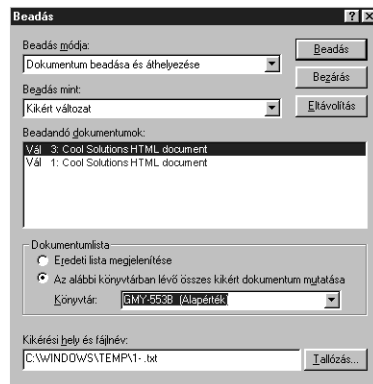 Beadás
Beadás módja:
Dokumentum beadása és áthelyezése
Beadás
Bezárás
Beadás mint:
Kikért változat
Eltávolítás
Beadandó dokumentumok:
Vál 3: Cool Solutions HTML document
Vál 1: Cool Solutions HTML document
Dokumentumlista
Eredeti lista megjelenítése
Az alábbi könyvtárban lévő összes kikért dokumentum mutatása
Könyvtár: GMY-553B (Alapérték)
Kikérési hely és fájlnév:
C:\WINDOWS\TEMP\1- .txt
Tallózás...